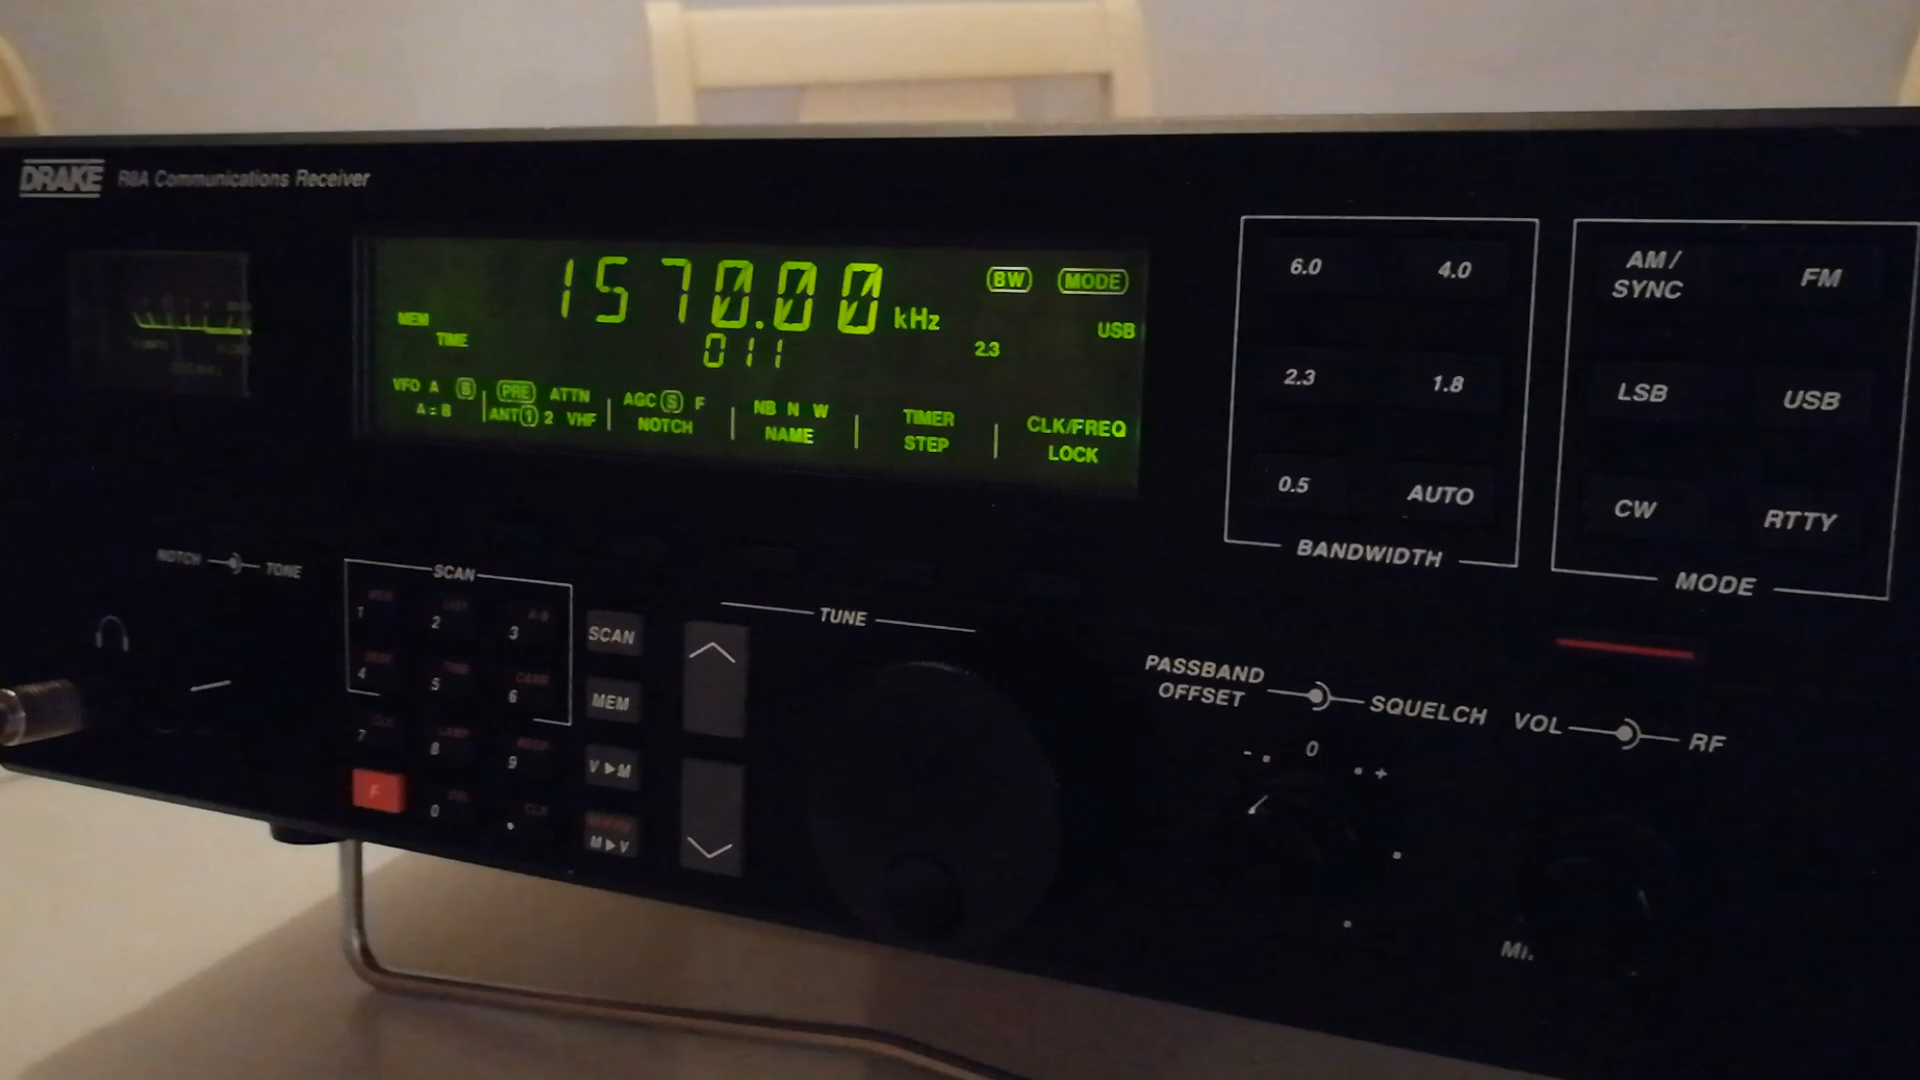 DRAKE R8A Communications Receiver
1570.00 kHz
BW MODE
MEM
USB
TIME
011
2.3
VFO A B
PRE ATTN
AGC S F
NB N W
TIMER
CLK/FREQ
A=B
ANT 1 2 VHF
NOTCH
NAME
STEP
LOCK
6.0 4.0
2.3 1.8
0.5 AUTO
BANDWIDTH
AM/
SYNC
FM
LSB USB
CW RTTY
MODE
NOTCH TONE
SCAN
1 2 3
4 5 6
7 8 9
F 0 .
SCAN
MEM
V▶M
M▶V
TUNE
PASSBAND
OFFSET
SQUELCH
VOL RF
- 0 +